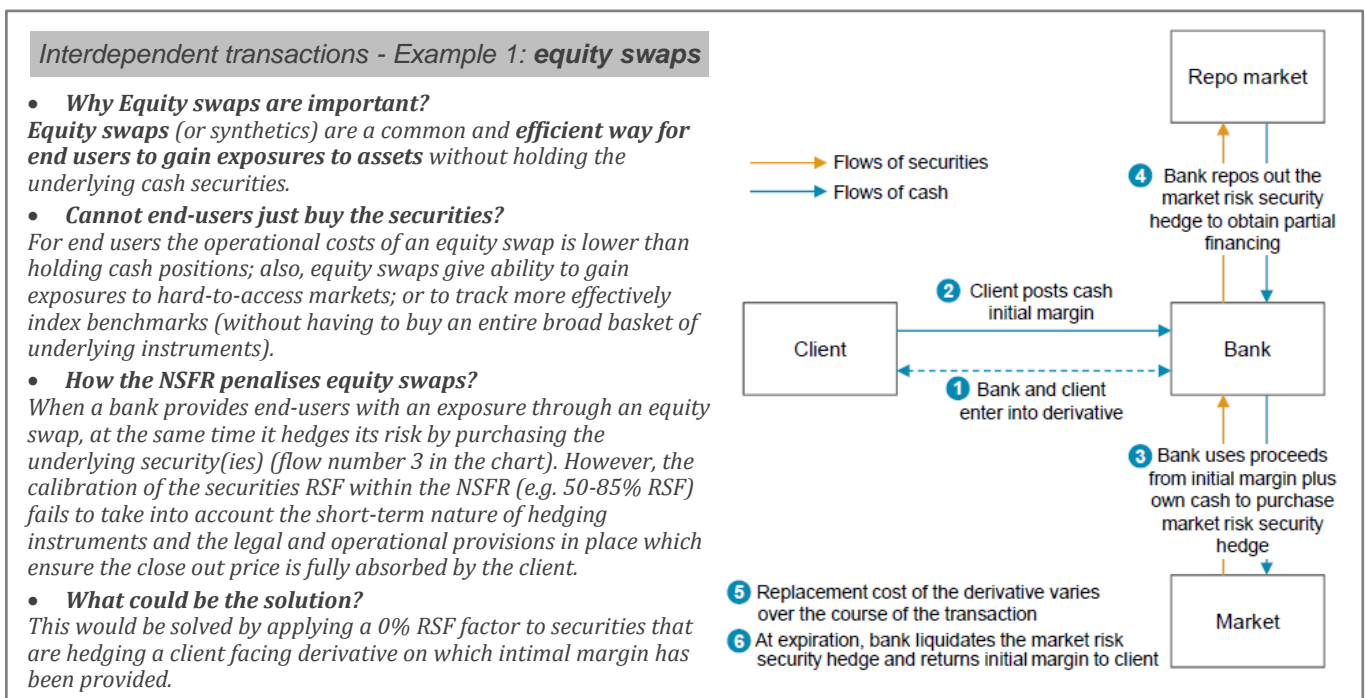 Interdependent transactions - Example 1: equity swaps
• Why Equity swaps are important?
Equity swaps (or synthetics) are a common and efficient way for
end users to gain exposures to assets without holding the
underlying cash securities.
• Cannot end-users just buy the securities?
For end users the operational costs of an equity swap is lower than
holding cash positions; also, equity swaps give ability to gain
exposures to hard-to-access markets; or to track more effectively
index benchmarks (without having to buy an entire broad basket of
underlying instruments).
• How the NSFR penalises equity swaps?
When a bank provides end-users with an exposure through an equity
swap, at the same time it hedges its risk by purchasing the
underlying security(ies) (flow number 3 in the chart). However, the
calibration of the securities RSF within the NSFR (e.g. 50-85% RSF)
fails to take into account the short-term nature of hedging
instruments and the legal and operational provisions in place which
ensure the close out price is fully absorbed by the client.
• What could be the solution?
This would be solved by applying a 0% RSF factor to securities that
are hedging a client facing derivative on which intimal margin has
been provided.
Repo market
Flows of securities
Flows of cash
4 Bank repos out the
market risk security
hedge to obtain partial
financing
2 Client posts cash
initial margin
Client
Bank
1 Bank and client
enter into derivative
3 Bank uses proceeds
from initial margin plus
own cash to purchase
market risk security
hedge
Market
5 Replacement cost of the derivative varies
over the course of the transaction
6 At expiration, bank liquidates the market risk
security hedge and returns initial margin to client